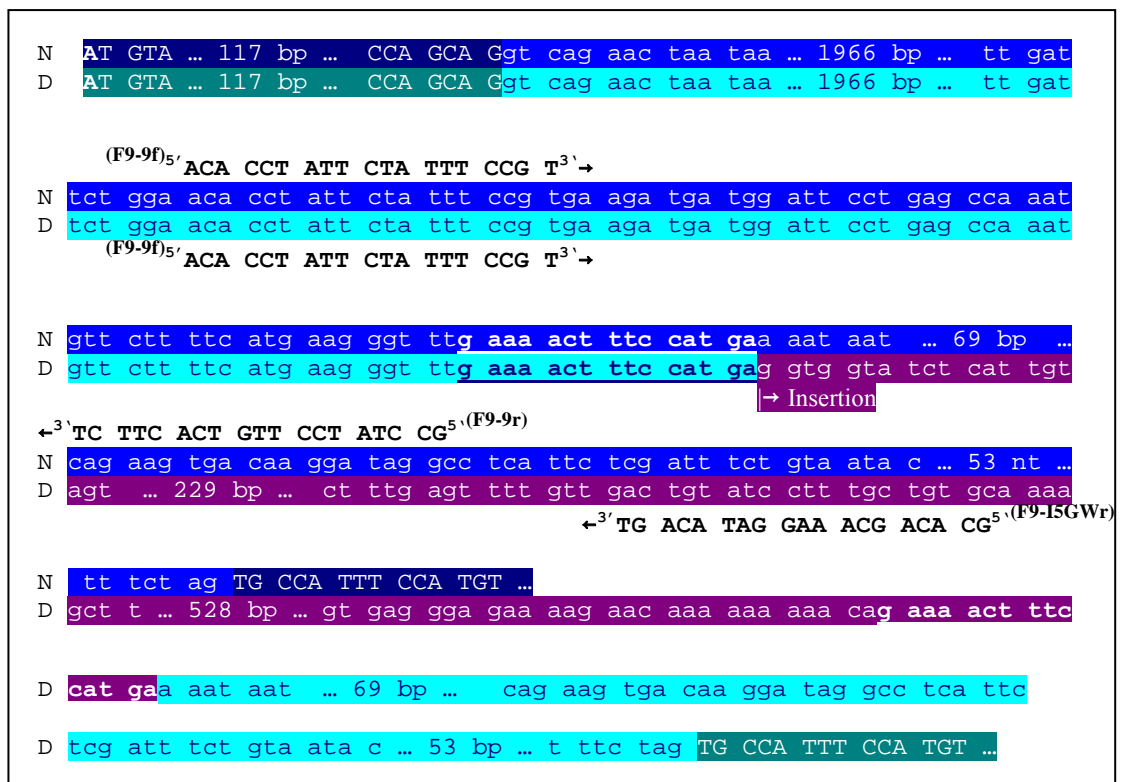 N AT GTA … 117 bp … CCA GCA Ggt cag aac taa taa … 1966 bp … tt gat
D AT GTA … 117 bp … CCA GCA Ggt cag aac taa taa … 1966 bp … tt gat
(F9-9f)5′ ACA CCT ATT CTA TTT CCG T3‵→
N tct gga aca cct att cta ttt ccg tga aga tga tgg att cct gag cca aat
D tct gga aca cct att cta ttt ccg tga aga tga tgg att cct gag cca aat
(F9-9f)5′ ACA CCT ATT CTA TTT CCG T3‵→
N gtt ctt ttc atg aag ggt ttg aaa act ttc cat gaa aat aat … 69 bp …
D gtt ctt ttc atg aag ggt ttg aaa act ttc cat gag gtg gta tct cat tgt
|→ Insertion
←3‵TC TTC ACT GTT CCT ATC CG5‵(F9-9r)
N cag aag tga caa gga tag gcc tca ttc tcg att tct gta ata c … 53 nt …
D agt … 229 bp … ct ttg agt ttt gtt gac tgt atc ctt tgc tgt gca aaa
←3′TG ACA TAG GAA ACG ACA CG5‵(F9-I5GWr)
N tt tct ag TG CCA TTT CCA TGT …
D gct t … 528 bp … gt gag gga gaa aag aac aaa aaa aaa cag aaa act ttc
D cat gaa aat aat … 69 bp … cag aag tga caa gga tag gcc tca ttc
D tcg att tct gta ata c … 53 bp … t ttc tag TG CCA TTT CCA TGT …